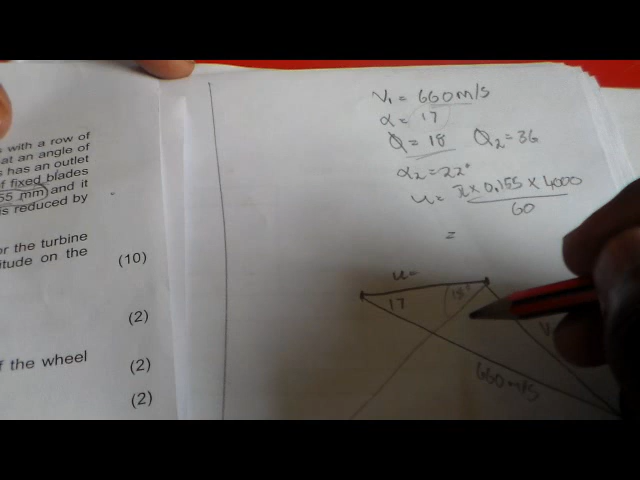 s with a row of
at an angle of
s has an outlet
f fixed blades
55 mm and it
is reduced by
or the turbine
itude on the
(10)
(2)
f the wheel
(2)
(2)
V₁ = 660m/s
α = 17
Q = 18 Q₂ = 36
α₂ = 22°
u = π × 0,155 × 4000
60
=
u=
17
18°
V
660m/s